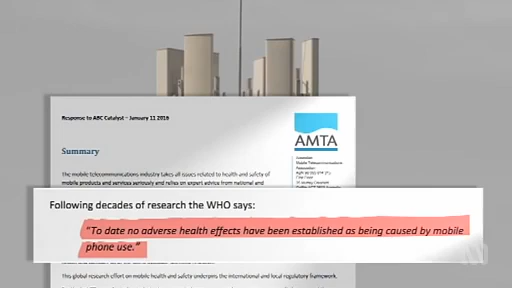 Response to ABC Catalyst – January 11 2016
AMTA
Summary
The mobile telecommunications industry takes all issues related to health and safety of
mobile products and services seriously and relies on expert advice from national and
Following decades of research the WHO says:
"To date no adverse health effects have been established as being caused by mobile
phone use."
This global research effort on mobile health and safety underpins the international and local regulatory framework.